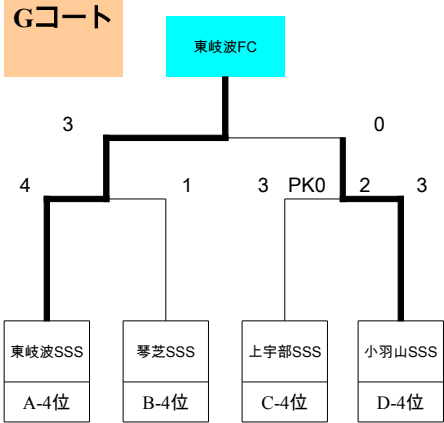 Gコート
東岐波FC
3 0
4 1 3 PK0 2 3
東岐波SSS 琴芝SSS 上宇部SSS 小羽山SSS
A-4位 B-4位 C-4位 D-4位